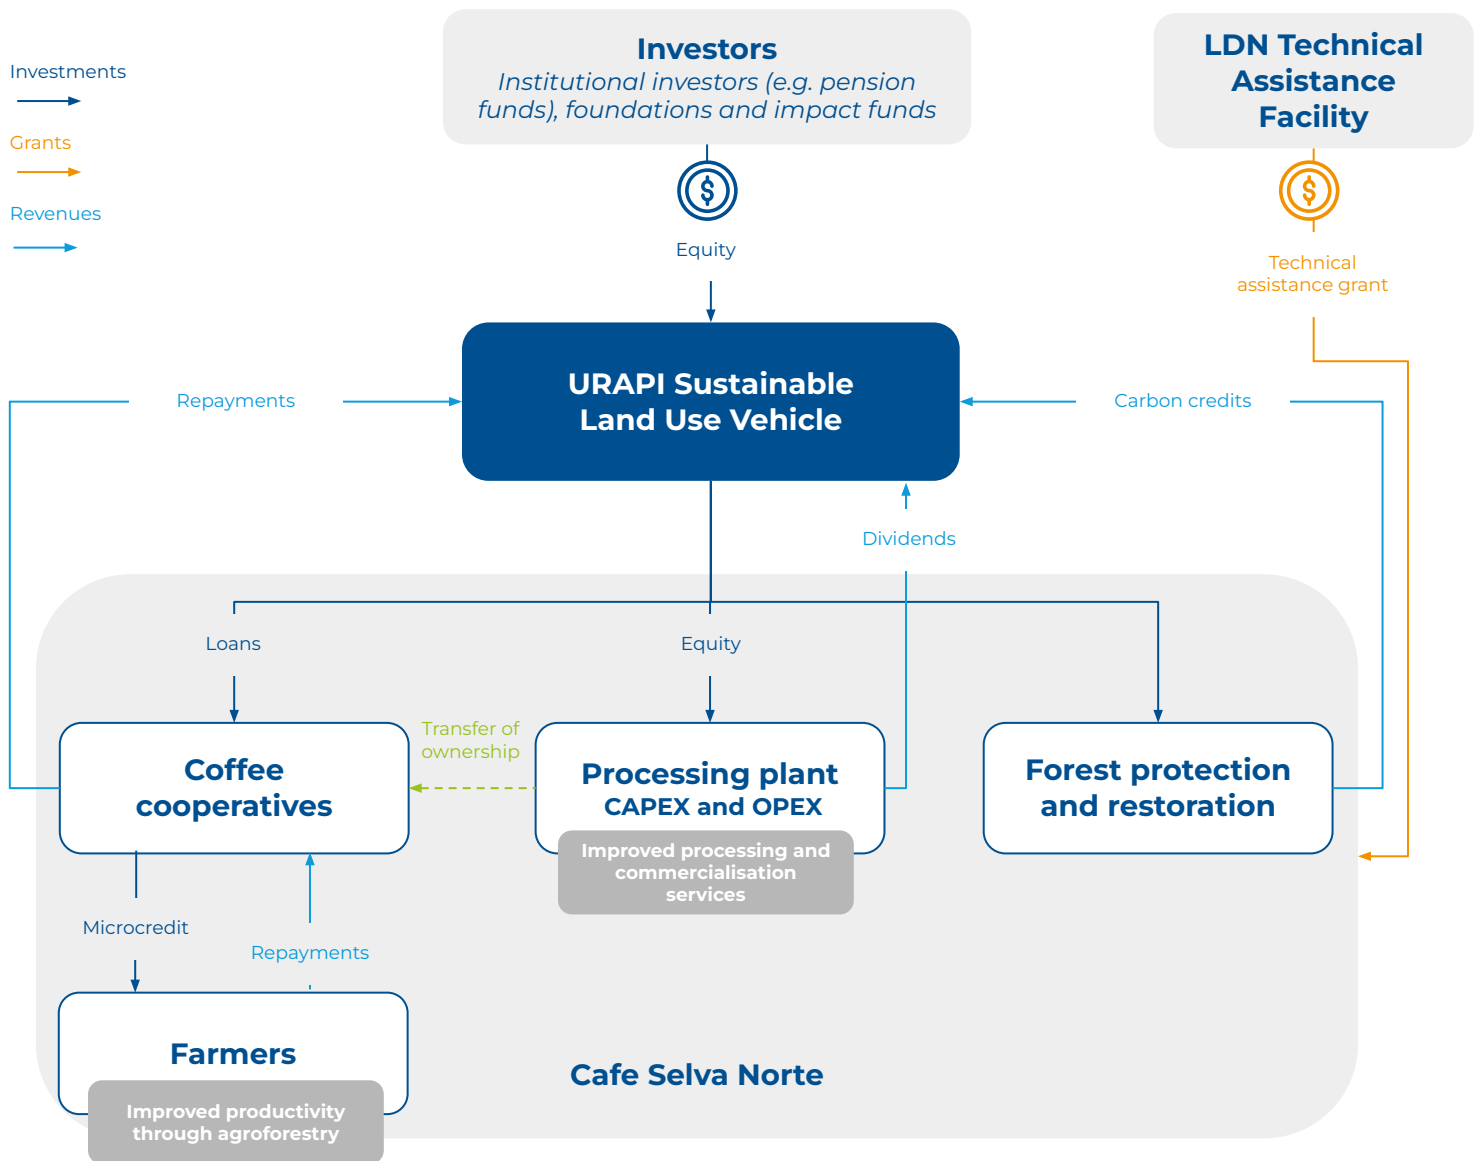 Investments
Grants
Revenues
Investors
Institutional investors (e.g. pension
funds), foundations and impact funds
LDN Technical
Assistance
Facility
$
$
Equity
Technical
assistance grant
URAPI Sustainable
Land Use Vehicle
Repayments
Carbon credits
Dividends
Loans
Equity
Transfer of
ownership
Coffee
cooperatives
Processing plant
CAPEX and OPEX
Improved processing and
commercialisation
services
Forest protection
and restoration
Microcredit
Repayments
Farmers
Improved productivity
through agroforestry
Cafe Selva Norte